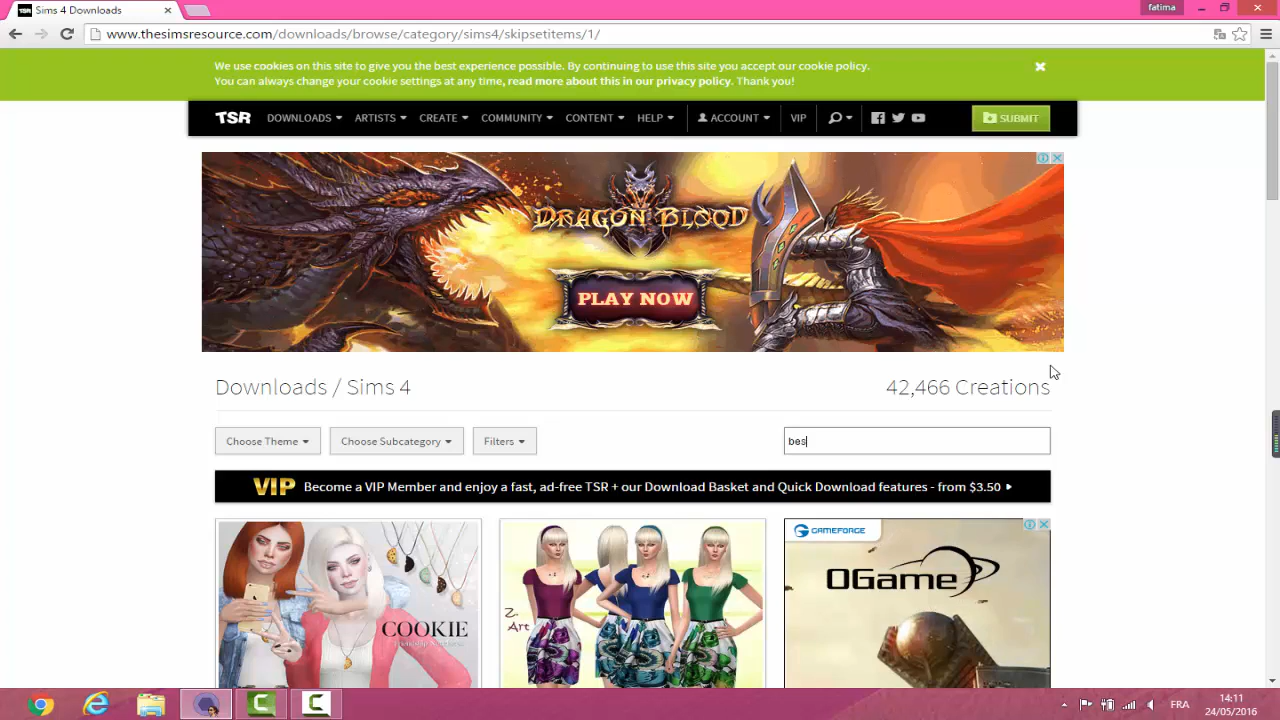 TSR Sims 4 Downloads
fatima
www.thesimsresource.com/downloads/browse/category/sims4/skipsetitems/1/
We use cookies on this site to give you the best experience possible. By continuing to use this site you accept our cookie policy.
You can always change your cookie settings at any time, read more about this in our privacy policy. Thank you!
TSR DOWNLOADS ARTISTS CREATE COMMUNITY CONTENT HELP ACCOUNT VIP SUBMIT
DRAGON BLOOD
PLAY NOW
Downloads / Sims 4
42,466 Creations
Choose Theme Choose Subcategory Filters bes
VIP Become a VIP Member and enjoy a fast, ad-free TSR + our Download Basket and Quick Download features - from $3.50
COOKIE
Z-
Art
GAMEFORGE
OGame
FR
14:11
24/05/2016